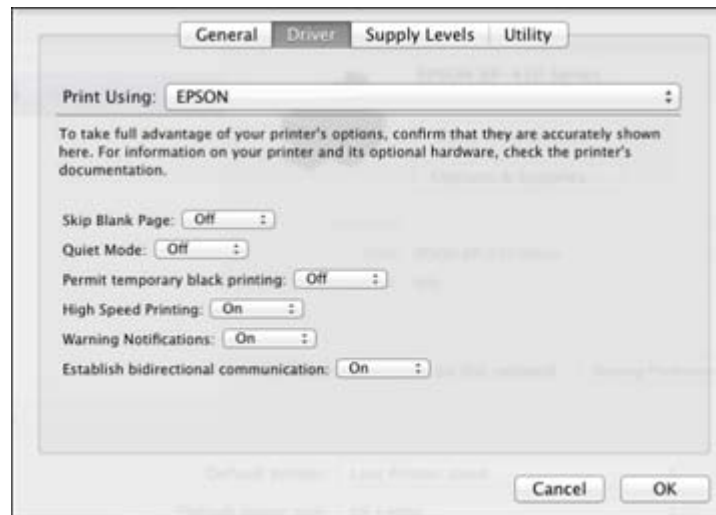 General Driver Supply Levels Utility
Print Using: EPSON
To take full advantage of your printer's options, confirm that they are accurately shown
here. For information on your printer and its optional hardware, check the printer's
documentation.
Skip Blank Page: Off
Quiet Mode: Off
Permit temporary black printing: Off
High Speed Printing: On
Warning Notifications: On
Establish bidirectional communication: On
Cancel OK